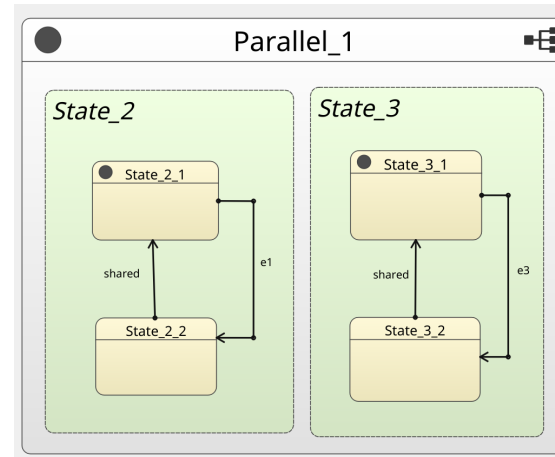 Parallel_1
State_2
State_2_1
e1
shared
State_2_2
State_3
State_3_1
e3
shared
State_3_2